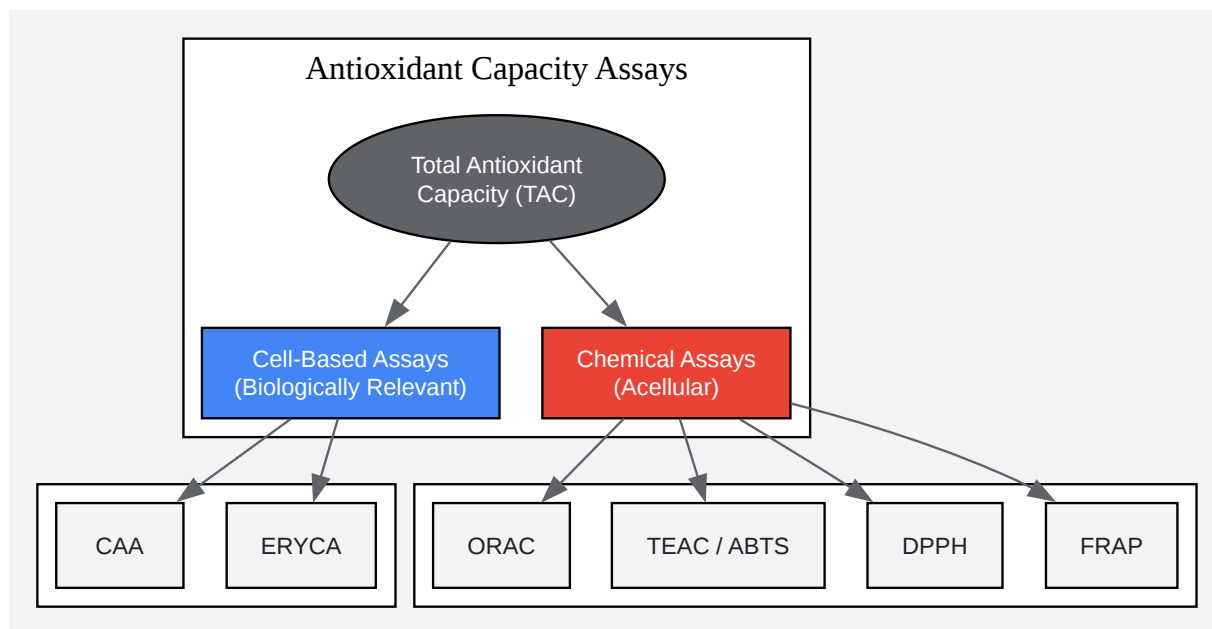 Antioxidant Capacity Assays
Total Antioxidant
Capacity (TAC)
Cell-Based Assays
(Biologically Relevant)
Chemical Assays
(Acellular)
CAA
ERYCA
ORAC
TEAC / ABTS
DPPH
FRAP